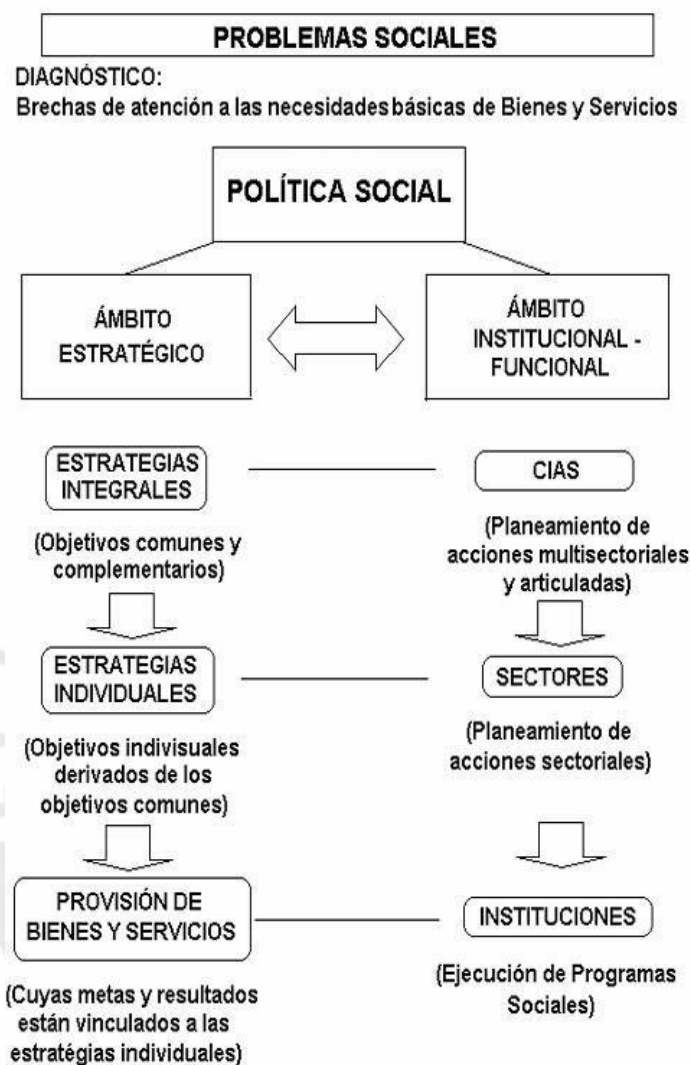 PROBLEMAS SOCIALES
DIAGNÓSTICO:
Brechas de atención a las necesidades básicas de Bienes y Servicios
POLÍTICA SOCIAL
ÁMBITO
ESTRATÉGICO
ÁMBITO
INSTITUCIONAL -
FUNCIONAL
ESTRATEGIAS
INTEGRALES
CIAS
(Objetivos comunes y
complementarios)
(Planeamiento de
acciones multisectoriales
y articuladas)
ESTRATEGIAS
INDIVIDUALES
SECTORES
(Objetivos indivisuales
derivados de los
objetivos comunes)
(Planeamiento de
acciones sectoriales)
PROVISIÓN DE
BIENES Y SERVICIOS
INSTITUCIONES
(Cuyas metas y resultados
están vinculados a las
estratégias individuales)
(Ejecución de Programas
Sociales)